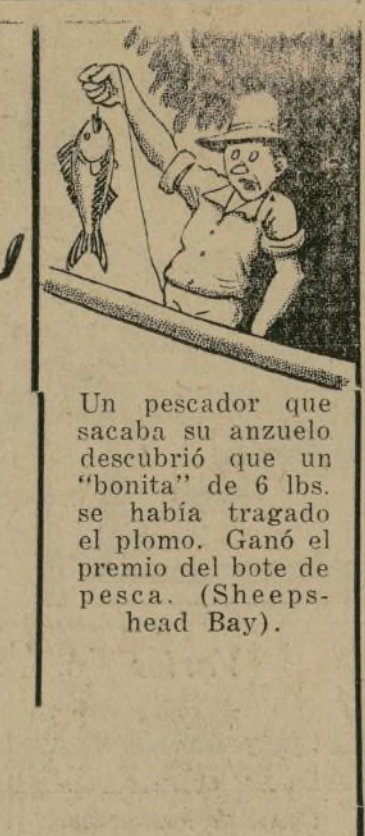 Un pescador que
sacaba su anzuelo
descubrió que un
“bonita” de 6 lbs.
se había tragado
el plomo. Ganó el
premio del bote de
pesca. (Sheeps-
head Bay).